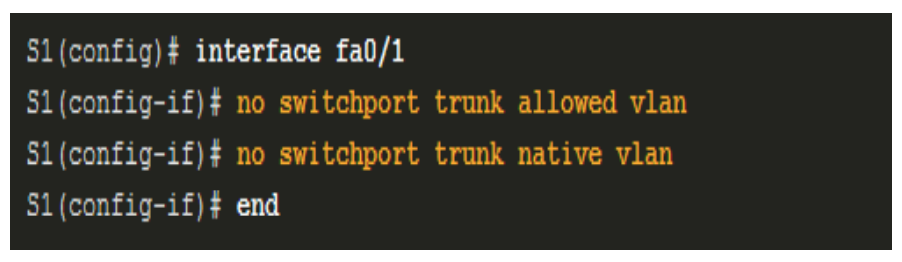 S1(config)# interface fa0/1
S1(config-if)# no switchport trunk allowed vlan
S1(config-if)# no switchport trunk native vlan
S1(config-if)# end